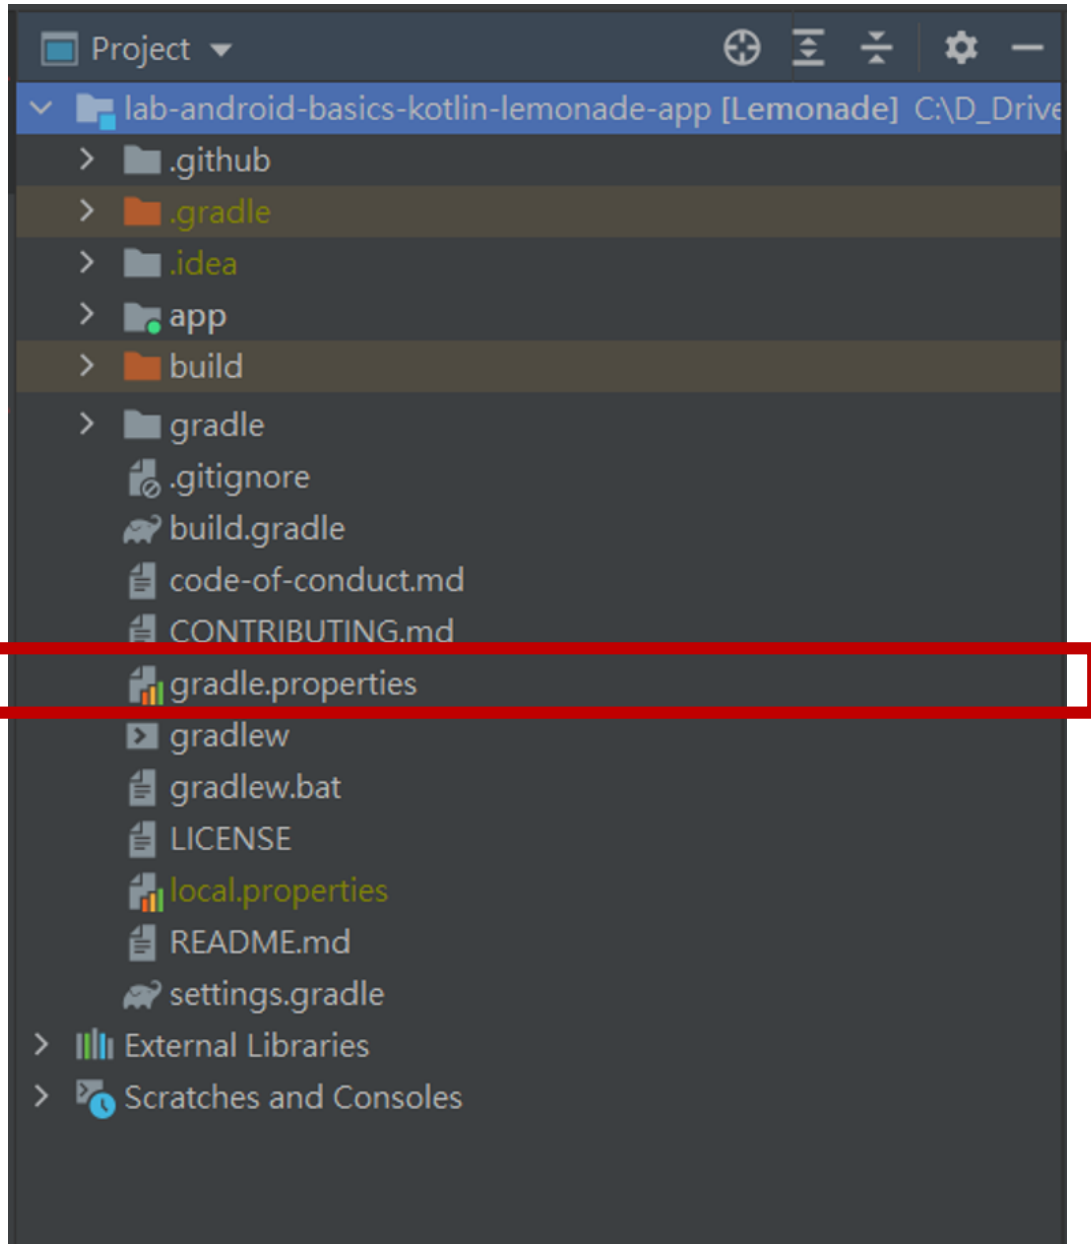 Project
lab-android-basics-kotlin-lemonade-app [Lemonade] C:\D_Drive
.github
.gradle
.idea
app
build
gradle
.gitignore
build.gradle
code-of-conduct.md
CONTRIBUTING.md
gradle.properties
gradlew
gradlew.bat
LICENSE
local.properties
README.md
settings.gradle
External Libraries
Scratches and Consoles